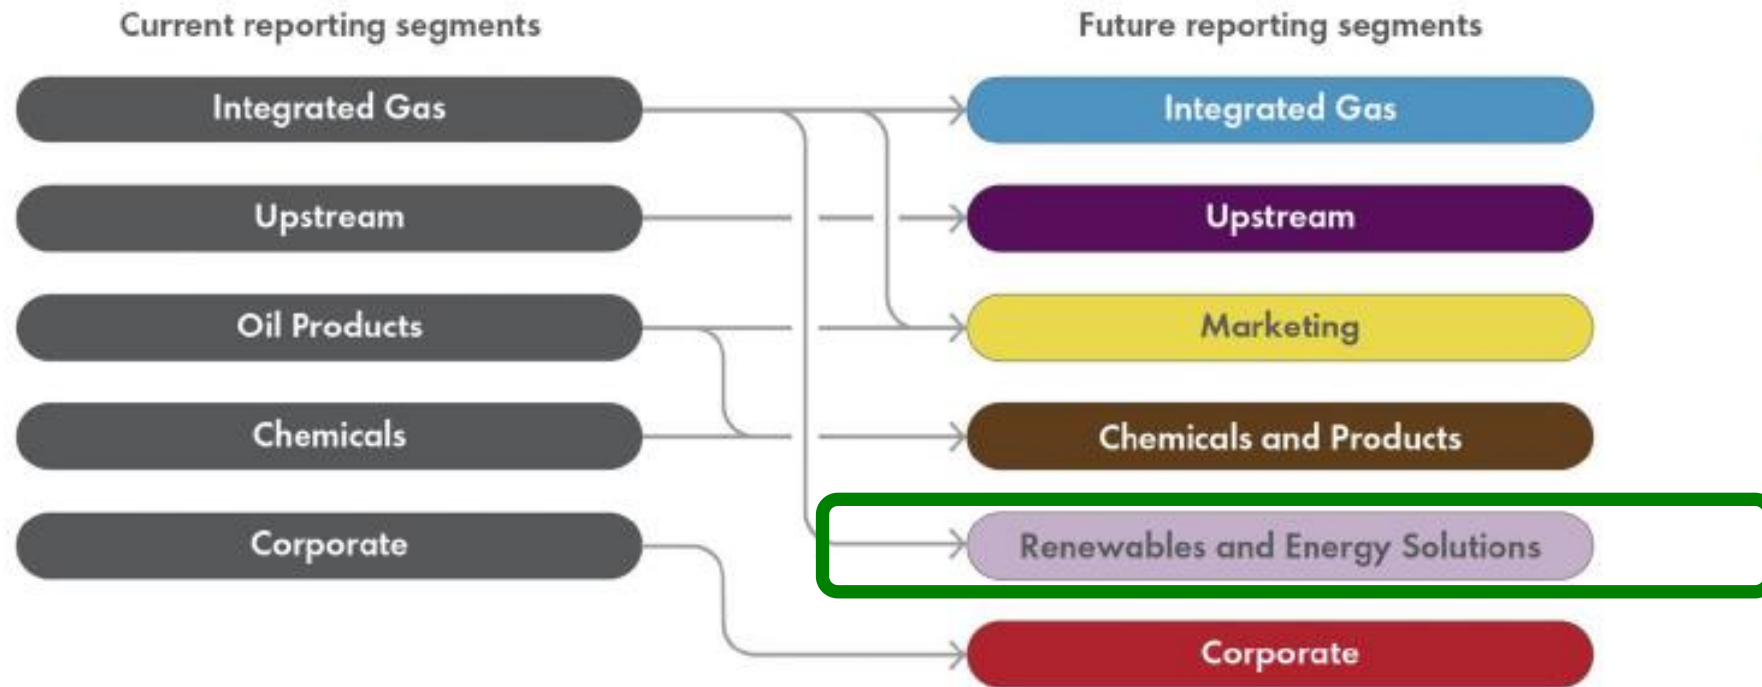 Current reporting segments
Future reporting segments
Integrated Gas
Integrated Gas
Upstream
Upstream
Oil Products
Marketing
Chemicals
Chemicals and Products
Corporate
Renewables and Energy Solutions
Corporate